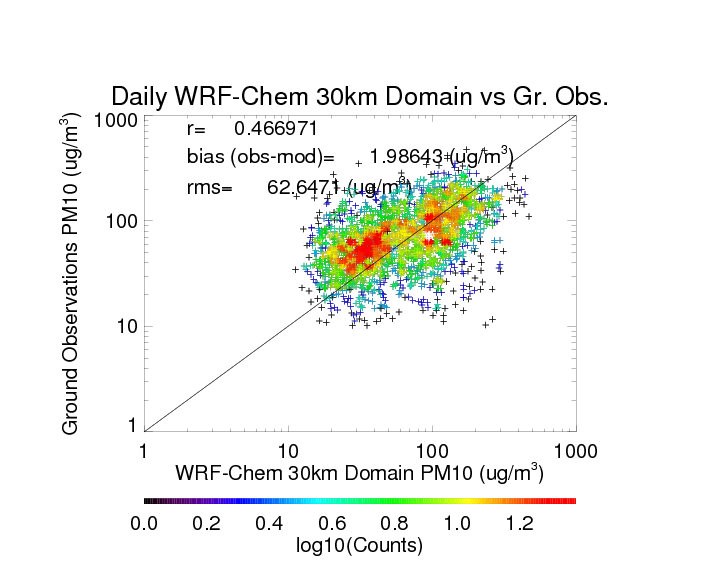 Daily WRF-Chem 30km Domain vs Gr. Obs.
r= 0.466971
bias (obs-mod)= 1.98643 (ug/m³)
rms= 62.6471 (ug/m³)
Ground Observations PM10 (ug/m³)
1000
100
10
1
1 10 100 1000
WRF-Chem 30km Domain PM10 (ug/m³)
0.0 0.2 0.4 0.6 0.8 1.0 1.2
log10(Counts)